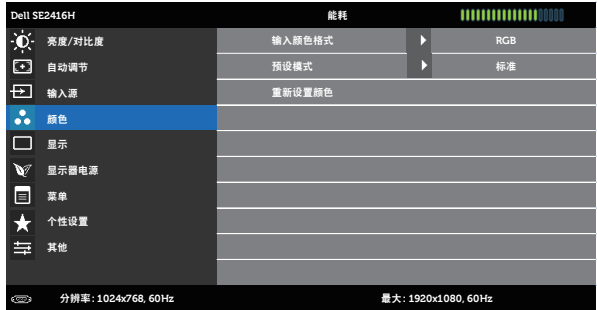 Dell SE2416H 能耗
亮度/对比度 输入颜色格式 RGB
自动调节 预设模式 标准
输入源 重新设置颜色
颜色
显示
显示器电源
菜单
个性设置
其他
分辨率: 1024x768, 60Hz 最大: 1920x1080, 60Hz